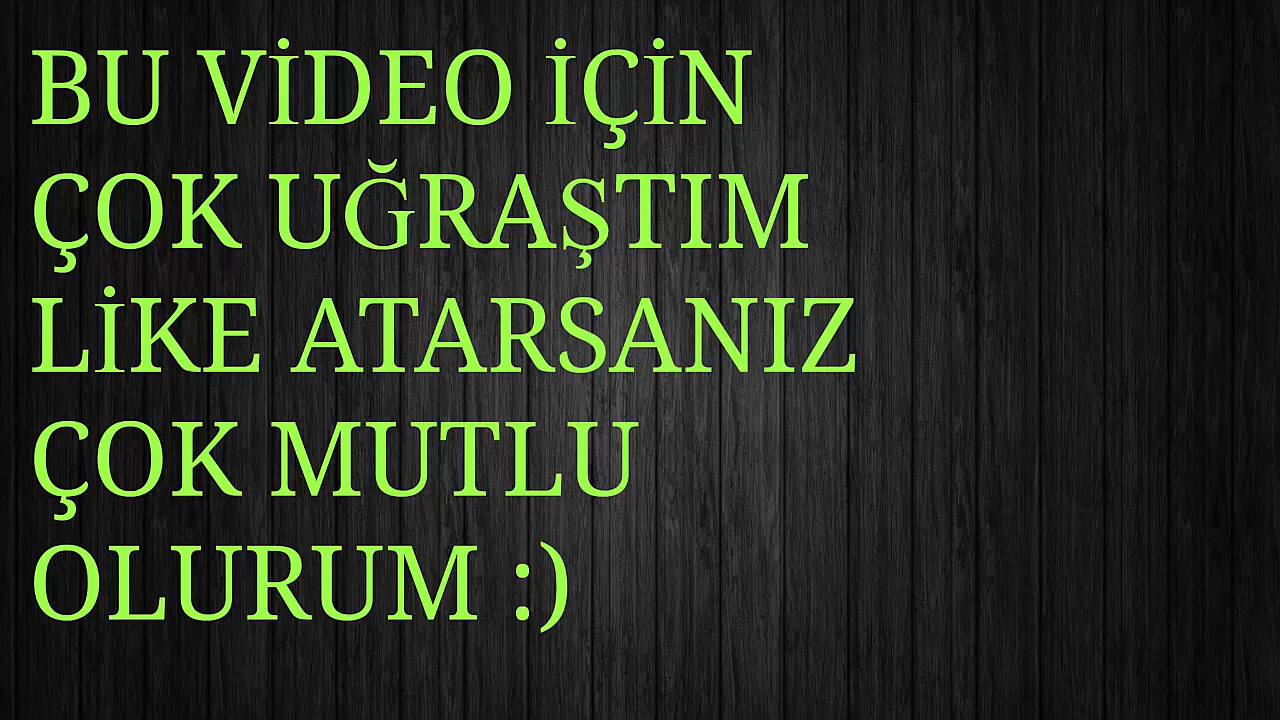 BU VİDEO İÇİN
ÇOK UĞRAŞTIM
LİKE ATARSANIZ
ÇOK MUTLU
OLURUM :)